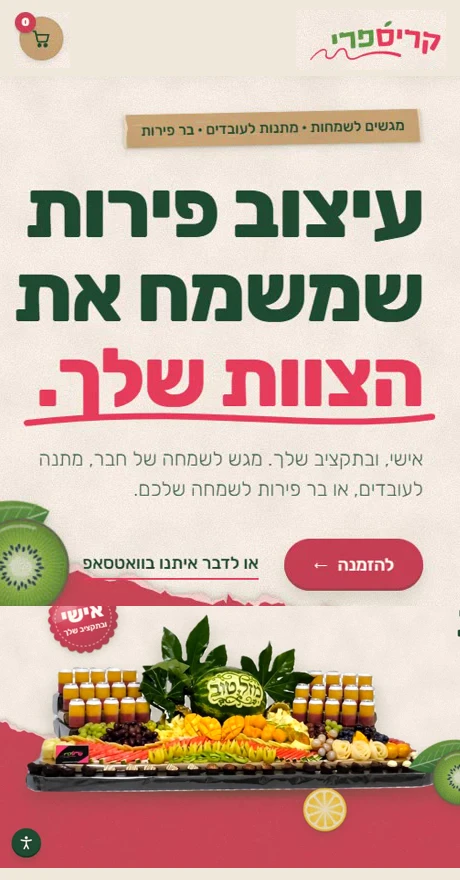 0
קריספרי
מגשים לשמחות • מתנות לעובדים • בר פירות
עיצוב פירות
שמשמח את
הצוות שלך.
אישי, ובתקציב שלך. מגש לשמחה של חבר, מתנה
לעובדים, או בר פירות לשמחה שלכם.
להזמנה ←
או לדבר איתנו בוואטסאפ
אישי
ובתקציב שלך
מזל טוב